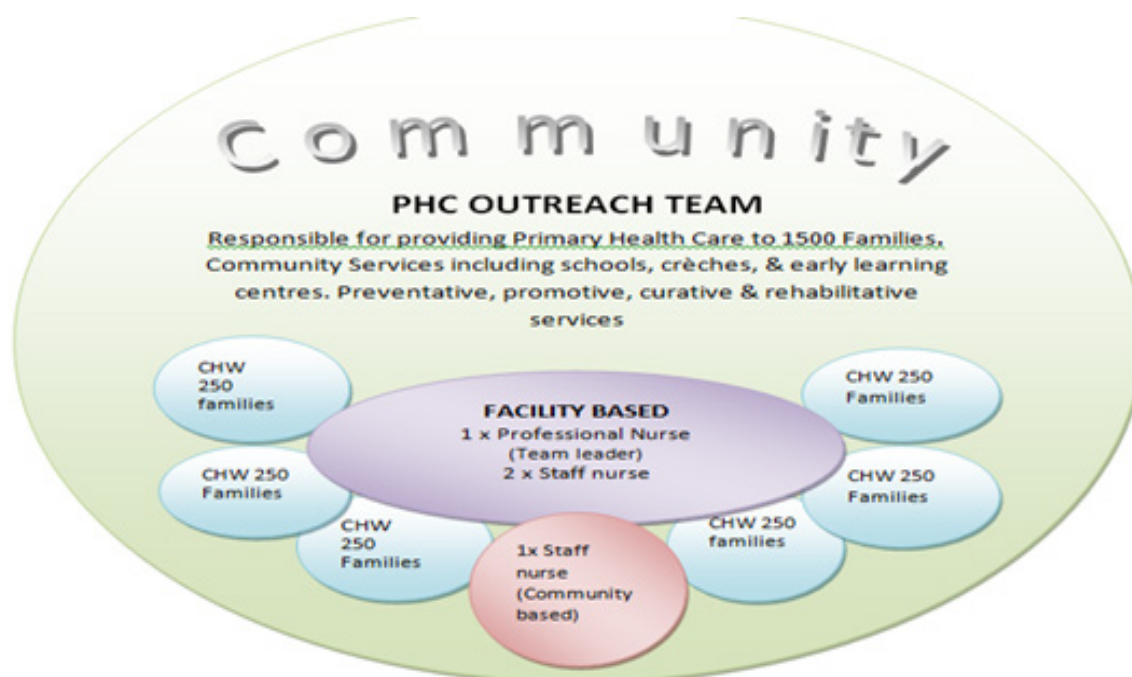 Community
PHC OUTREACH TEAM
Responsible for providing Primary Health Care to 1500 Families,
Community Services including schools, crèches, & early learning
centres. Preventative, promotive, curative & rehabilitative
services
CHW
250
families
CHW 250
Families
CHW
250
Families
FACILITY BASED
1 x Professional Nurse
(Team leader)
2 x Staff nurse
1x Staff
nurse
(Community
based)
CHW 250
families
CHW 250
Families
CHW 250
Families